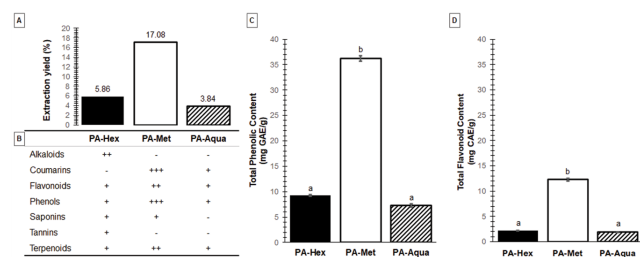 A
Extraction yield (%)
20
18
16
14
12
10
8
6
4
2
0
5.86
17.08
3.84
B
PA-Hex PA-Met PA-Aqua
Alkaloids ++ - -
Coumarins - +++ +
Flavonoids + ++ +
Phenols + +++ +
Saponins + + -
Tannins + - -
Terpenoids + ++ +
C
Total Phenolic Content
(mg GAE/g)
40
35
30
25
20
15
10
5
0
a
b
a
PA-Hex PA-Met PA-Aqua
D
Total Flavonoid Content
(mg CAE/g)
40
35
30
25
20
15
10
5
0
a
b
a
PA-Hex PA-Met PA-Aqua